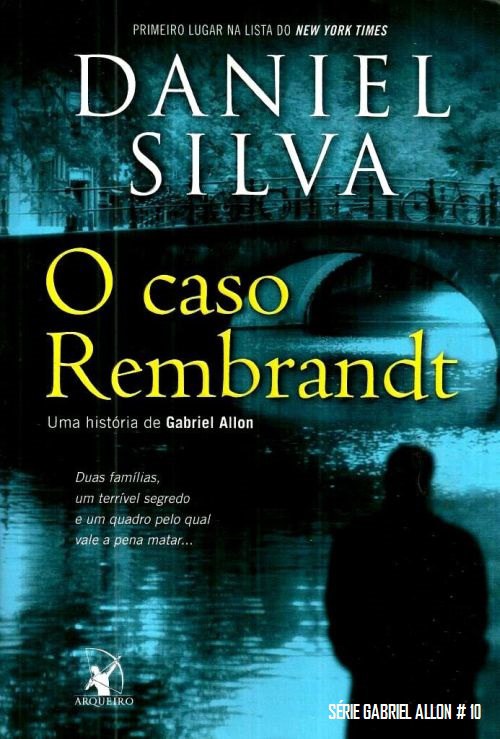 PRIMEIRO LUGAR NA LISTA DO NEW YORK TIMES
DANIEL
SILVA
O caso
Rembrandt
Uma história de Gabriel Allon
Duas famílias,
um terrível segredo
e um quadro pelo qual
vale a pena matar...
ARQUEIRO
SÉRIE GABRIEL ALLON # 10